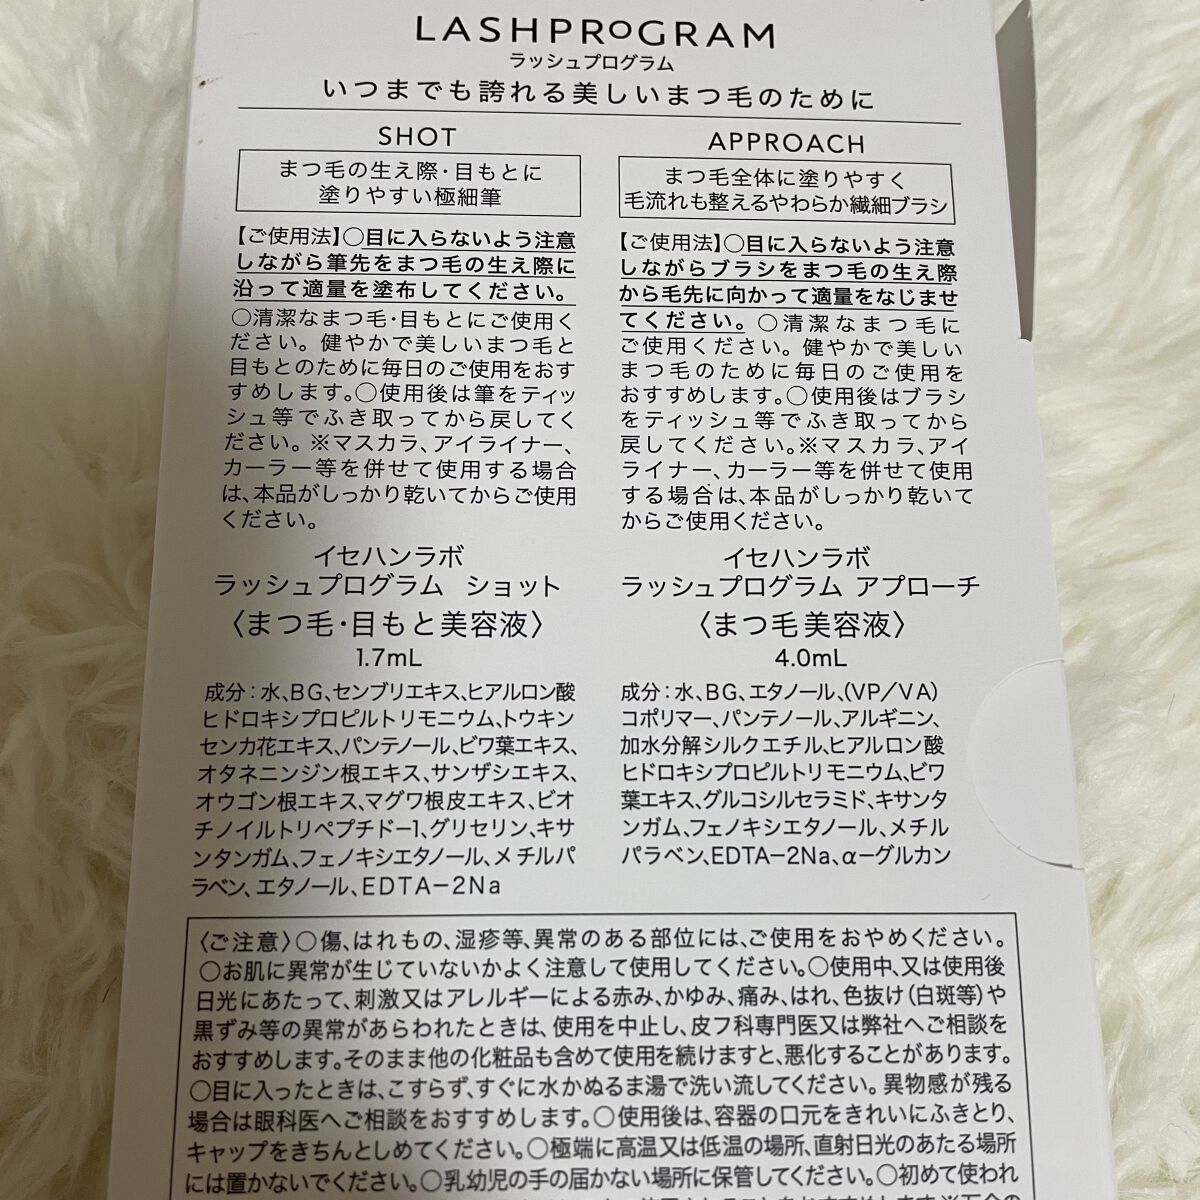 LASHPROGRAM
ラッシュプログラム
いつまでも誇れる美しいまつ毛のために
SHOT
まつ毛の生え際・目もとに
塗りやすい極細筆
【ご使用法】○目に入らないよう注意
しながら筆先をまつ毛の生え際に
沿って適量を塗布してください。
○清潔なまつ毛・目もとにご使用く
ださい。健やかで美しいまつ毛と
目もとのために毎日のご使用をおす
すめします。○使用後は筆をティッ
シュ等でふき取ってから戻してく
ださい。※マスカラ、アイライナー、
カーラー等を併せて使用する場合
は、本品がしっかり乾いてからご使用
ください。
イセハンラボ
ラッシュプログラム ショット
〈まつ毛・目もと美容液〉
1.7mL
成分：水、BG、センブリエキス、ヒアルロン酸
ヒドロキシプロピルトリモニウム、トウキン
センカ花エキス、パンテノール、ビワ葉エキス、
オタネニンジン根エキス、サンザシエキス、
オウゴン根エキス、マグワ根皮エキス、ビオ
チノイルトリペプチド-1、グリセリン、キサ
ンタンガム、フェノキシエタノール、メチルパ
ラベン、エタノール、EDTA-2Na
APPROACH
まつ毛全体に塗りやすく
毛流れも整えるやわらか繊細ブラシ
【ご使用法】○目に入らないよう注意
しながらブラシをまつ毛の生え際
から毛先に向かって適量をなじませ
てください。○清潔なまつ毛に
ご使用ください。健やかで美しい
まつ毛のために毎日のご使用を
おすすめします。○使用後はブラシ
をティッシュ等でふき取ってから
戻してください。※マスカラ、アイ
ライナー、カーラー等を併せて使用
する場合は、本品がしっかり乾いて
からご使用ください。
イセハンラボ
ラッシュプログラム アプローチ
〈まつ毛美容液〉
4.0mL
成分：水、BG、エタノール、(VP/VA)
コポリマー、パンテノール、アルギニン、
加水分解シルクエチル、ヒアルロン酸
ヒドロキシプロピルトリモニウム、ビワ
葉エキス、グルコシルセラミド、キサンタ
ンガム、フェノキシエタノール、メチル
パラベン、EDTA-2Na、α-グルカン
〈ご注意〉○傷、はれもの、湿疹等、異常のある部位には、ご使用をおやめください。
○お肌に異常が生じていないかよく注意して使用してください。○使用中、又は使用後
日光にあたって、刺激又はアレルギーによる赤み、かゆみ、痛み、はれ、色抜け（白斑等）や
黒ずみ等の異常があらわれたときは、使用を中止し、皮フ科専門医又は弊社へご相談を
おすすめします。そのまま他の化粧品も含めて使用を続けますと、悪化することがあります。
○目に入ったときは、こすらず、すぐに水かぬるま湯で洗い流してください。異物感が残る
場合は眼科医へご相談をおすすめします。○使用後は、容器の口元をきれいにふきとり、
キャップをきちんとしめてください。○極端に高温又は低温の場所、直射日光のあたる場所
には置かないでください。○乳幼児の手の届かない場所に保管してください。○初めて使われ